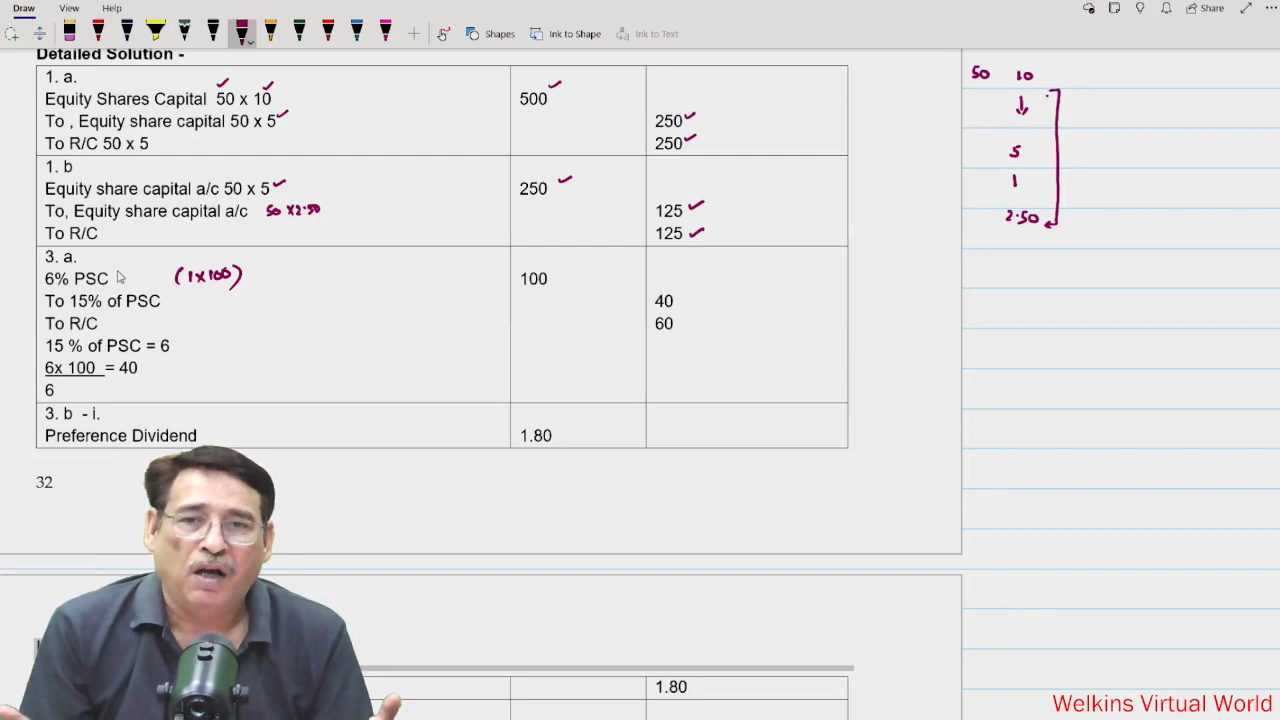 Draw View Help
Shapes Ink to Shape Ink to Text Share
Detailed Solution -
1. a.
Equity Shares Capital 50 x 10 500
To , Equity share capital 50 x 5 250
To R/C 50 x 5 250
1. b
Equity share capital a/c 50 x 5 250
To, Equity share capital a/c 50 x 2.50 125
To R/C 125
3. a.
6% PSC (1x100) 100
To 15% of PSC 40
To R/C 60
15 % of PSC = 6
6x 100 = 40
6
3. b - i.
Preference Dividend 1.80
32
1.80
50 10
5
1
2.50
Welkins Virtual World